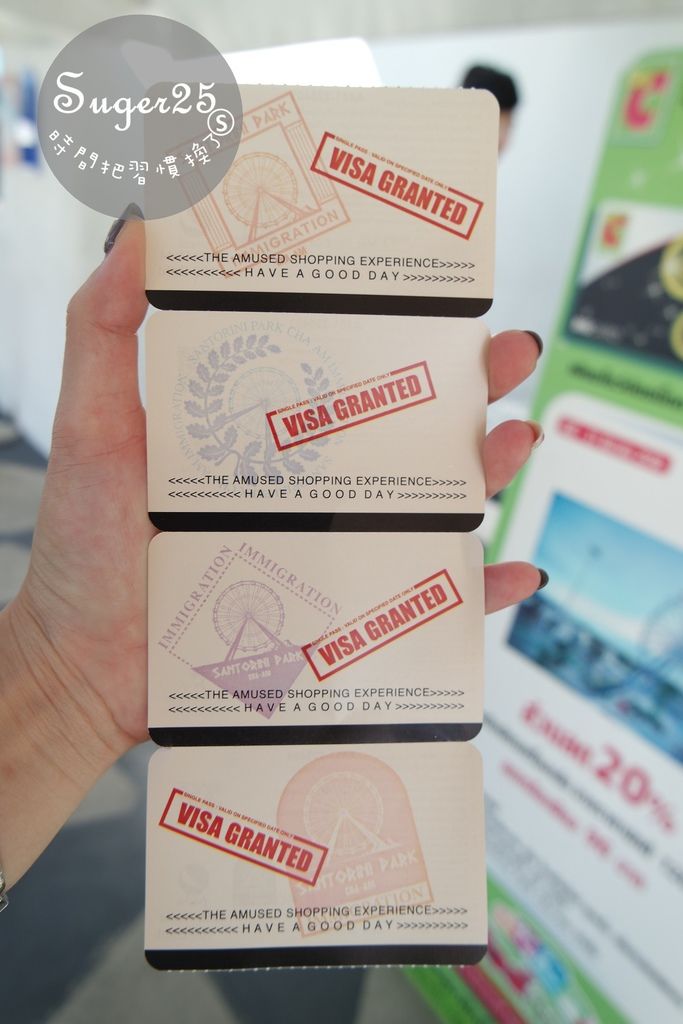 Suger25
S
時間把習慣換了
PARK
IMMIGRATION
SINGLE PASS - VALID ON SPECIFIED DATE ONLY
VISA GRANTED
<<<<<THE AMUSED SHOPPING EXPERIENCE>>>>>
<<<<<<<<<< HAVE A GOOD DAY >>>>>>>>>>
SANTORINI PARK CHA AM
IMMIGRATION
SINGLE PASS - VALID ON SPECIFIED DATE ONLY
VISA GRANTED
<<<<<THE AMUSED SHOPPING EXPERIENCE>>>>>
<<<<<<<<<< HAVE A GOOD DAY >>>>>>>>>>
IMMIGRATION
IMMIGRATION
SANTORINI PARK
CHA-AM
SINGLE PASS - VALID ON SPECIFIED DATE ONLY
VISA GRANTED
<<<<<THE AMUSED SHOPPING EXPERIENCE>>>>>
<<<<<<<<<< HAVE A GOOD DAY >>>>>>>>>>
SINGLE PASS - VALID ON SPECIFIED DATE ONLY
VISA GRANTED
SANTORINI PARK
CHA-AM
<<<<<THE AMUSED SHOPPING EXPERIENCE>>>>>
<<<<<<<<<< HAVE A GOOD DAY >>>>>>>>>>
20%